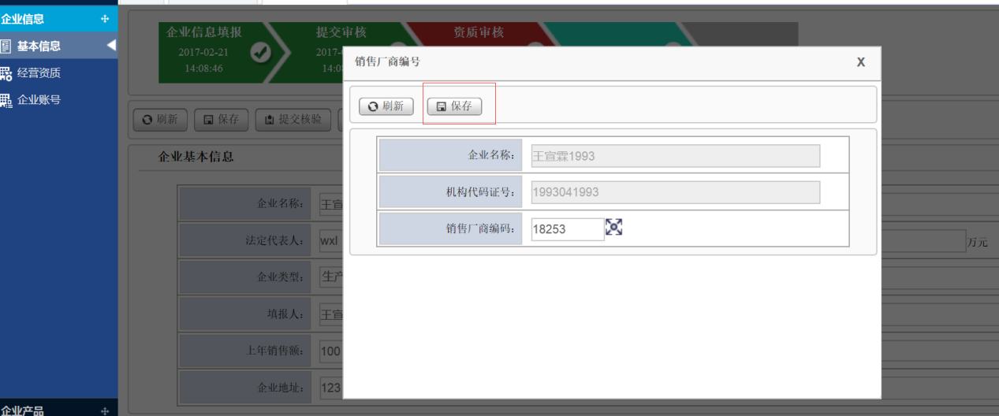 企业信息
基本信息
经营资质
企业账号
企业产品
企业信息填报
2017-02-21
14:08:46
提交审核
2017-
14:0
资质审核
刷新
保存
提交核验
企业基本信息
企业名称:
王宣
法定代表人:
wxl
万元
企业类型:
生产
填报人:
王宣
上年销售额:
100
企业地址:
123
销售厂商编号
X
刷新
保存
企业名称:
王宣霖1993
机构代码证号:
1993041993
销售厂商编码:
18253